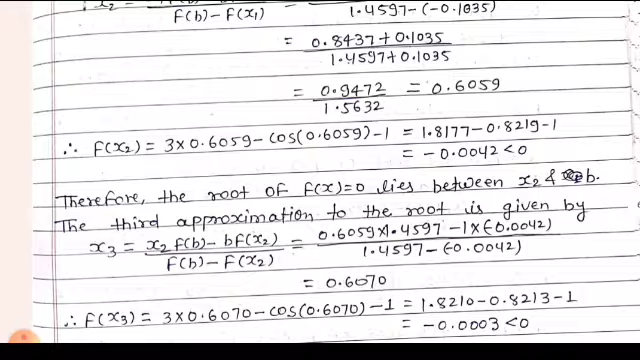 ∴ x₂ = F(b) - F(x₁) 1.4597 - (-0.1035)
= 0.8437 + 0.1035 / 1.4597 + 0.1035
= 0.9472 / 1.5632 = 0.6059
∴ F(x₂) = 3×0.6059 - cos(0.6059) - 1 = 1.8177 - 0.8219 - 1
= -0.0042 < 0
Therefore, the root of F(x)=0 lies between x₂ & b.
The third approximation to the root is given by
x₃ = x₂ F(b) - bF(x₂) / F(b) - F(x₂) = 0.6059×1.4597 - 1×(-0.0042) / 1.4597 - (-0.0042)
= 0.6070
∴ F(x₃) = 3×0.6070 - cos(0.6070) - 1 = 1.8210 - 0.8213 - 1
= -0.0003 < 0